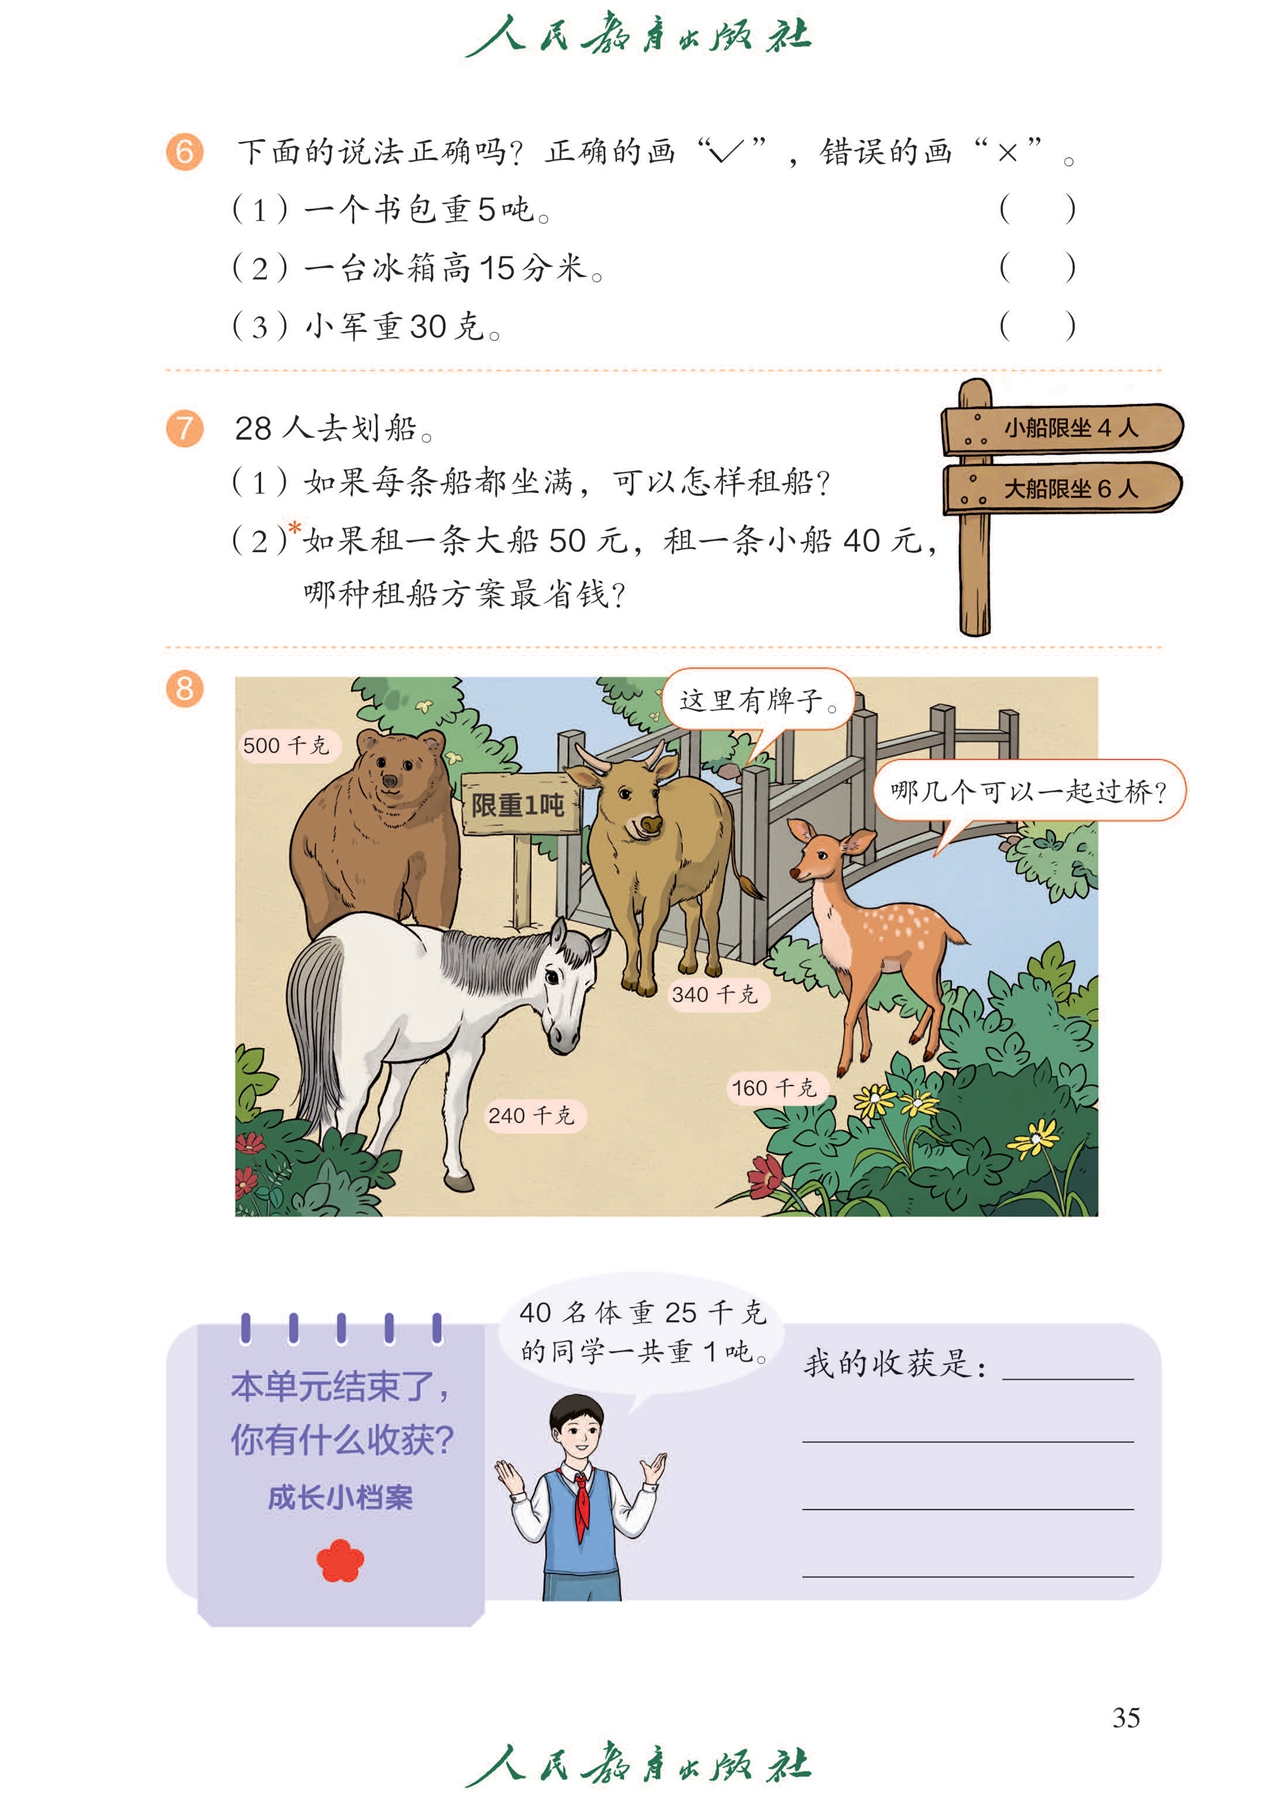 人民教育出版社
6 下面的说法正确吗？正确的画“✓”，错误的画“×”。
（1）一个书包重5吨。 （ ）
（2）一台冰箱高15分米。 （ ）
（3）小军重30克。 （ ）
7 28人去划船。
（1）如果每条船都坐满，可以怎样租船？
（2）*如果租一条大船50元，租一条小船40元，
哪种租船方案最省钱？
小船限坐4人
大船限坐6人
8
这里有牌子。
500千克
哪几个可以一起过桥？
限重1吨
340千克
160千克
240千克
40名体重25千克
的同学一共重1吨。
本单元结束了，
你有什么收获？
成长小档案
我的收获是：
35
人民教育出版社